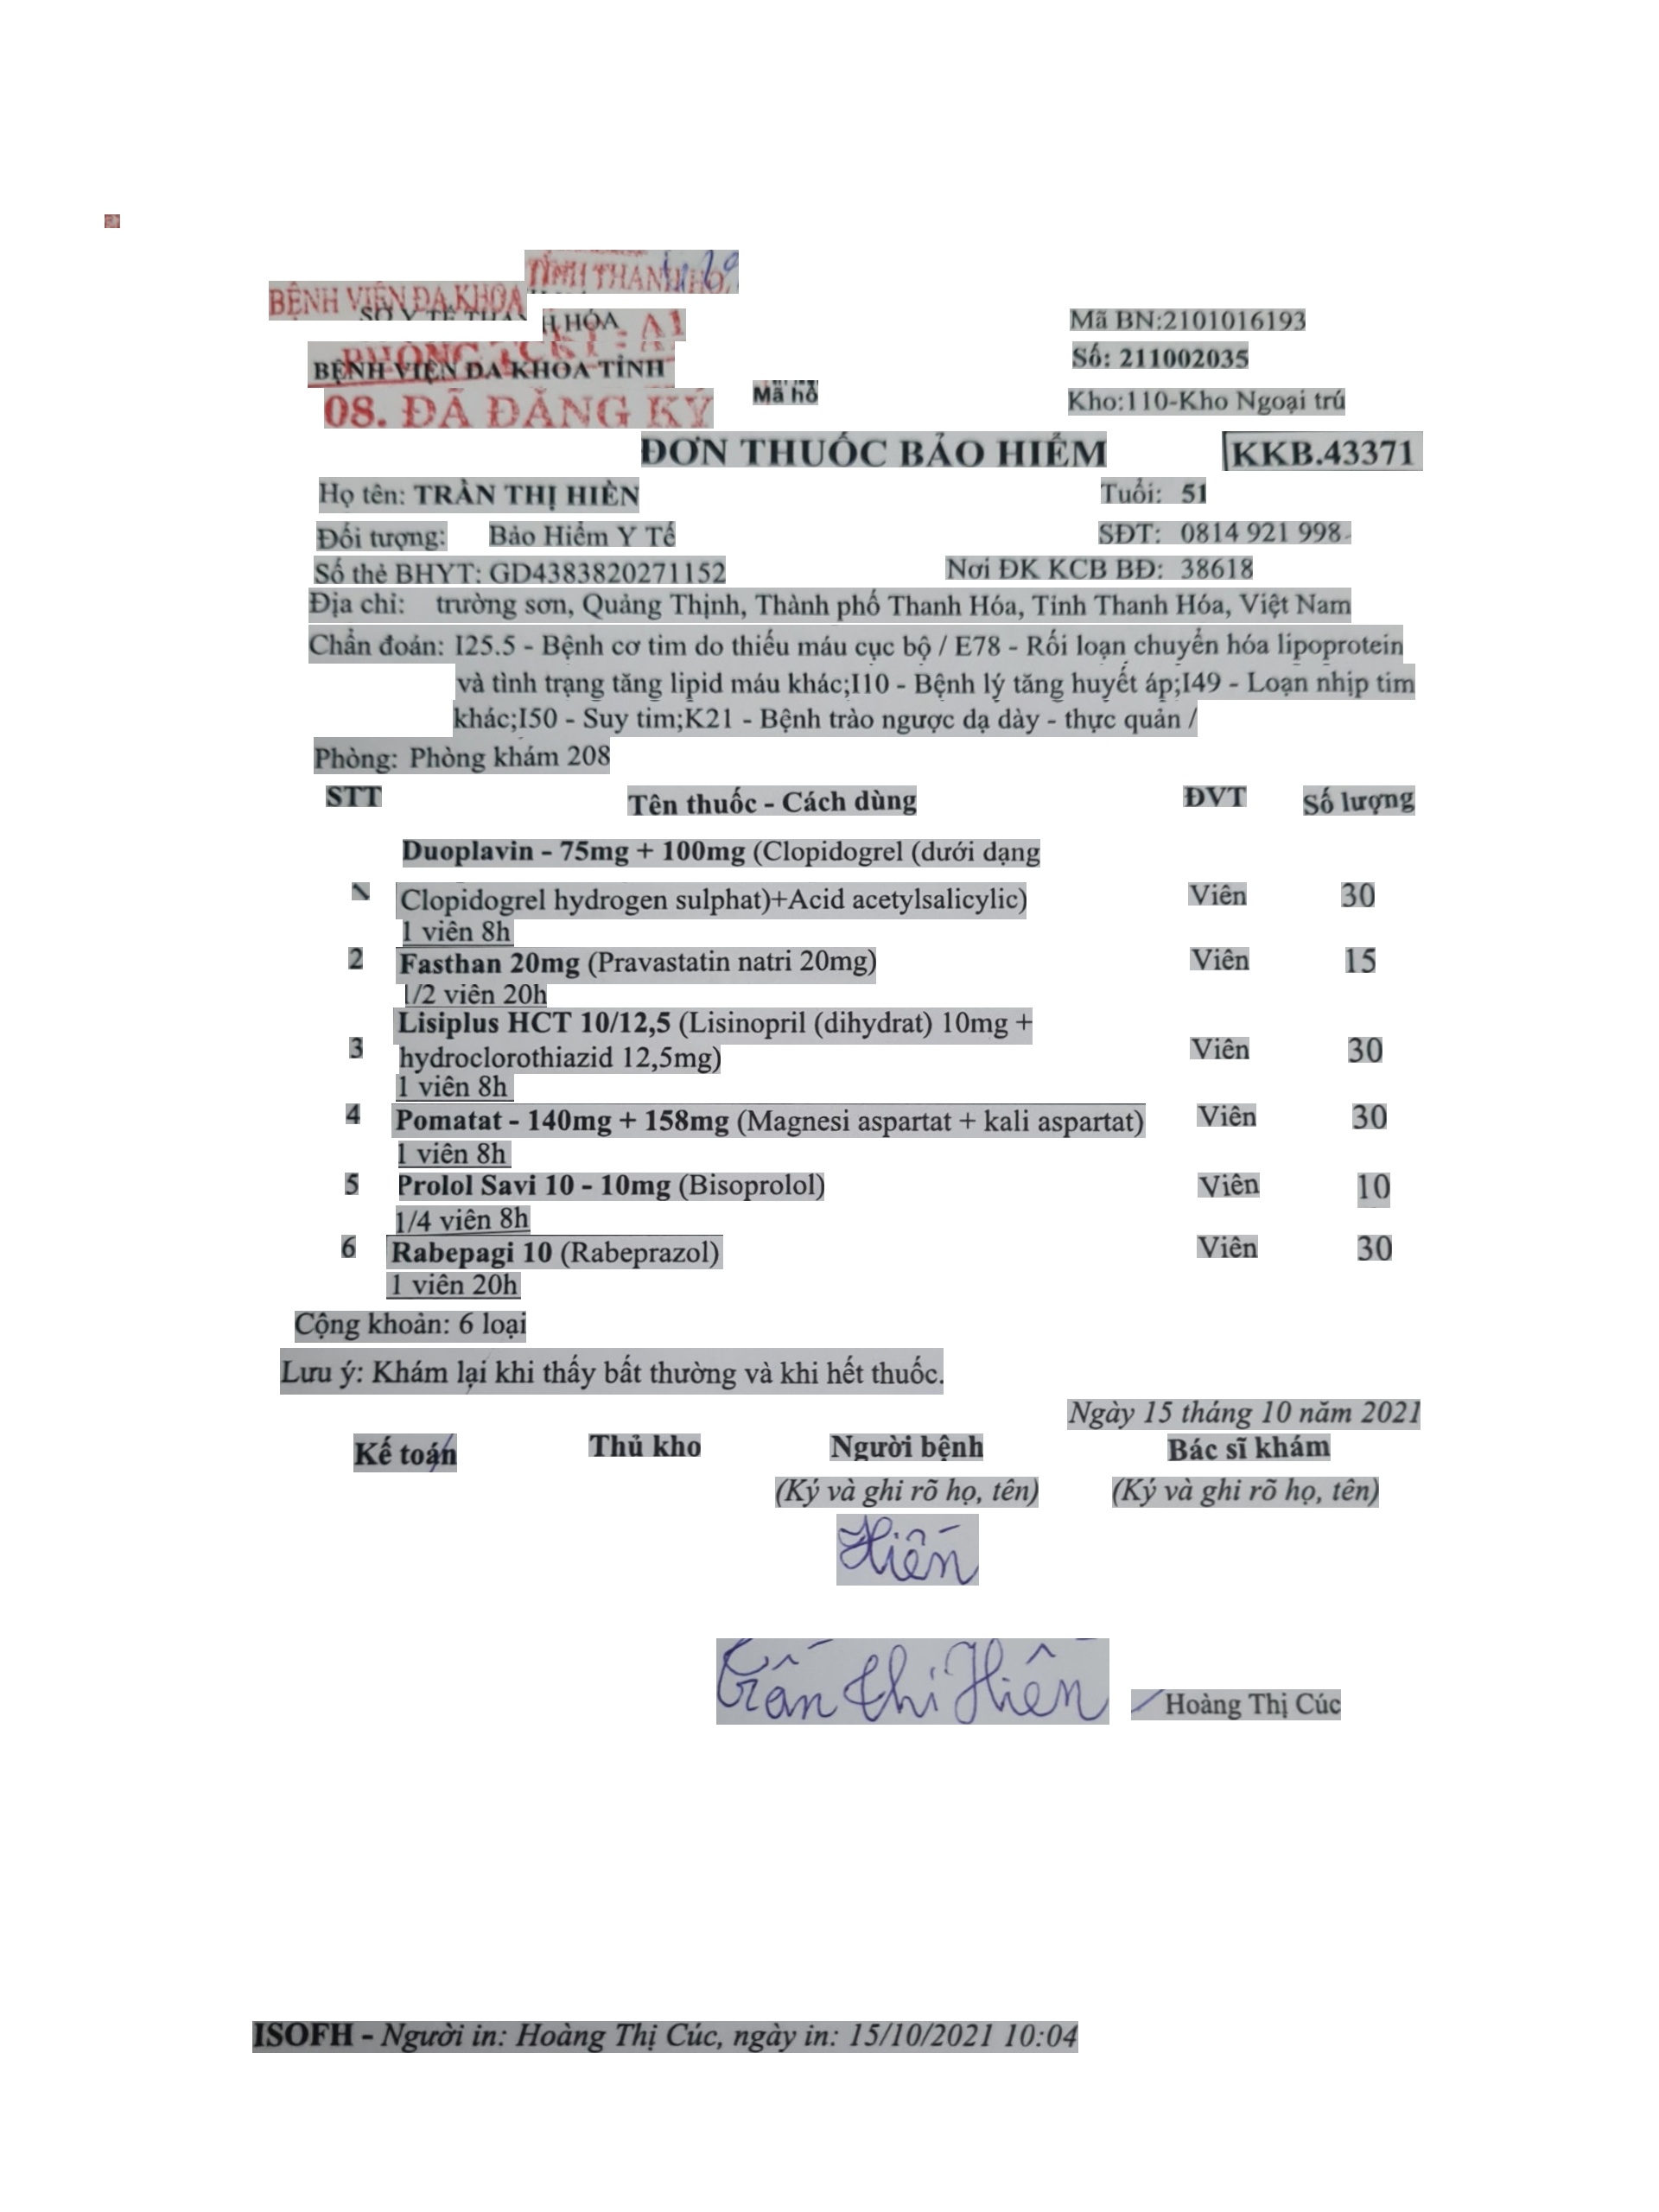 TỈNH THANH HÓA
BỆNH VIỆN ĐA KHOA
SỞ Y TẾ THANH HÓA
BỆNH VIỆN ĐA KHOA TỈNH
08. ĐÃ ĐĂNG KÝ
Mã hồ
Mã BN:2101016193
Số: 211002035
Kho:110-Kho Ngoại trú
ĐƠN THUỐC BẢO HIỂM
KKB.43371
Họ tên: TRẦN THỊ HIỀN Tuổi: 51
Đối tượng: Bảo Hiểm Y Tế SĐT: 0814 921 998
Số thẻ BHYT: GD4383820271152 Nơi ĐK KCB BĐ: 38618
Địa chỉ: trường sơn, Quảng Thịnh, Thành phố Thanh Hóa, Tỉnh Thanh Hóa, Việt Nam
Chẩn đoán: I25.5 - Bệnh cơ tim do thiếu máu cục bộ / E78 - Rối loạn chuyển hóa lipoprotein
và tình trạng tăng lipid máu khác;I10 - Bệnh lý tăng huyết áp;I49 - Loạn nhịp tim
khác;I50 - Suy tim;K21 - Bệnh trào ngược dạ dày - thực quản /
Phòng: Phòng khám 208
STT Tên thuốc - Cách dùng ĐVT Số lượng
Duoplavin - 75mg + 100mg (Clopidogrel (dưới dạng
Clopidogrel hydrogen sulphat)+Acid acetylsalicylic) Viên 30
1 viên 8h
2 Fasthan 20mg (Pravastatin natri 20mg) Viên 15
1/2 viên 20h
Lisiplus HCT 10/12,5 (Lisinopril (dihydrat) 10mg +
3 hydroclorothiazid 12,5mg) Viên 30
1 viên 8h
4 Pomatat - 140mg + 158mg (Magnesi aspartat + kali aspartat) Viên 30
1 viên 8h
5 Prolol Savi 10 - 10mg (Bisoprolol) Viên 10
1/4 viên 8h
6 Rabepagi 10 (Rabeprazol) Viên 30
1 viên 20h
Cộng khoản: 6 loại
Lưu ý: Khám lại khi thấy bất thường và khi hết thuốc.
Ngày 15 tháng 10 năm 2021
Kế toán Thủ kho Người bệnh Bác sĩ khám
(Ký và ghi rõ họ, tên) (Ký và ghi rõ họ, tên)
Hiền
Trần Thị Hiền
Hoàng Thị Cúc
ISOFH - Người in: Hoàng Thị Cúc, ngày in: 15/10/2021 10:04